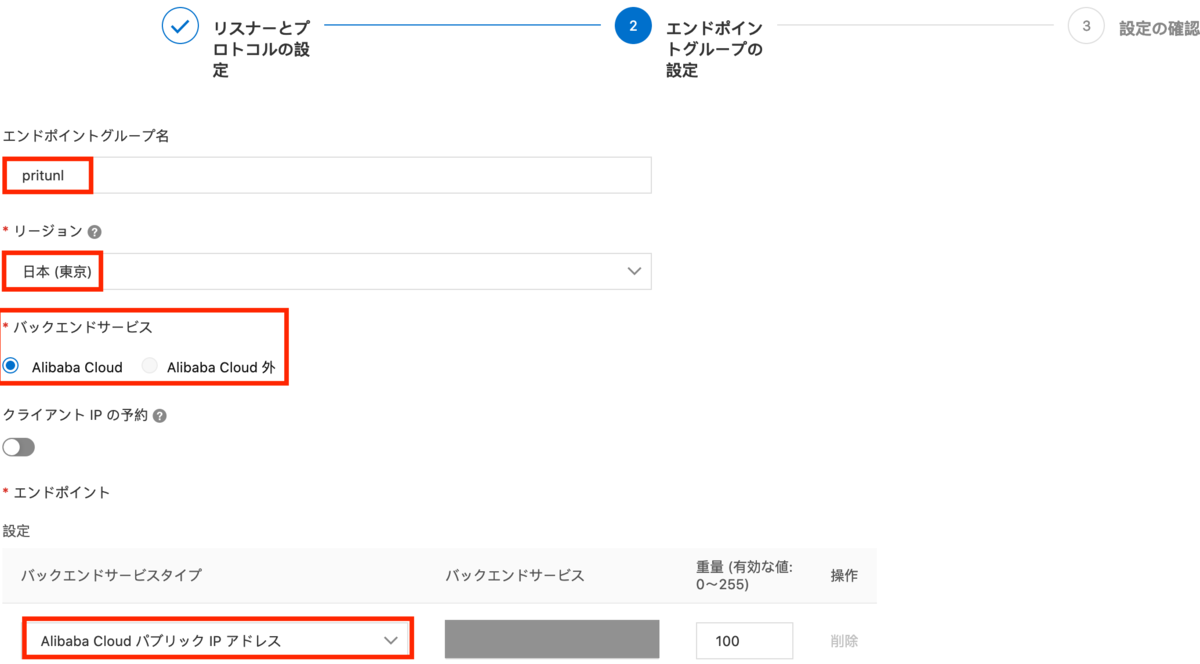 リスナーとプ
ロトコルの設
定
2
エンドポイン
トグループの
設定
3
設定の確認
エンドポイントグループ名
pritunl
* リージョン ?
日本 (東京)
* バックエンドサービス
Alibaba Cloud Alibaba Cloud 外
クライアント IP の予約 ?
* エンドポイント
設定
バックエンドサービスタイプ バックエンドサービス 重量 (有効な値: 0～255) 操作
Alibaba Cloud パブリック IP アドレス 100 削除